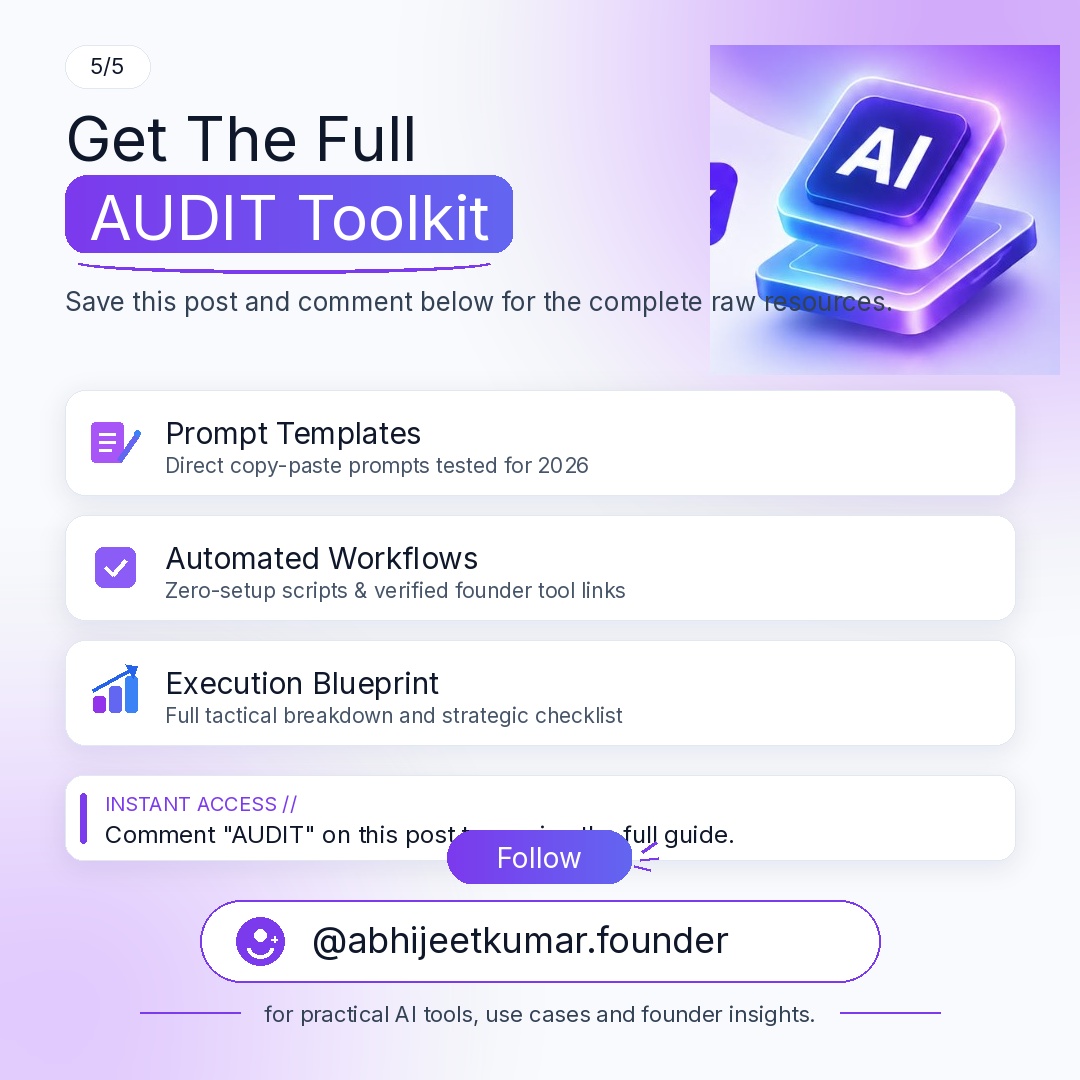 5/5
Get The Full
AUDIT Toolkit
Save this post and comment below for the complete raw resources.
AI
Prompt Templates
Direct copy-paste prompts tested for 2026
Automated Workflows
Zero-setup scripts & verified founder tool links
Execution Blueprint
Full tactical breakdown and strategic checklist
INSTANT ACCESS //
Comment "AUDIT" on this post full guide.
Follow
@abhijeetkumar.founder
for practical AI tools, use cases and founder insights.